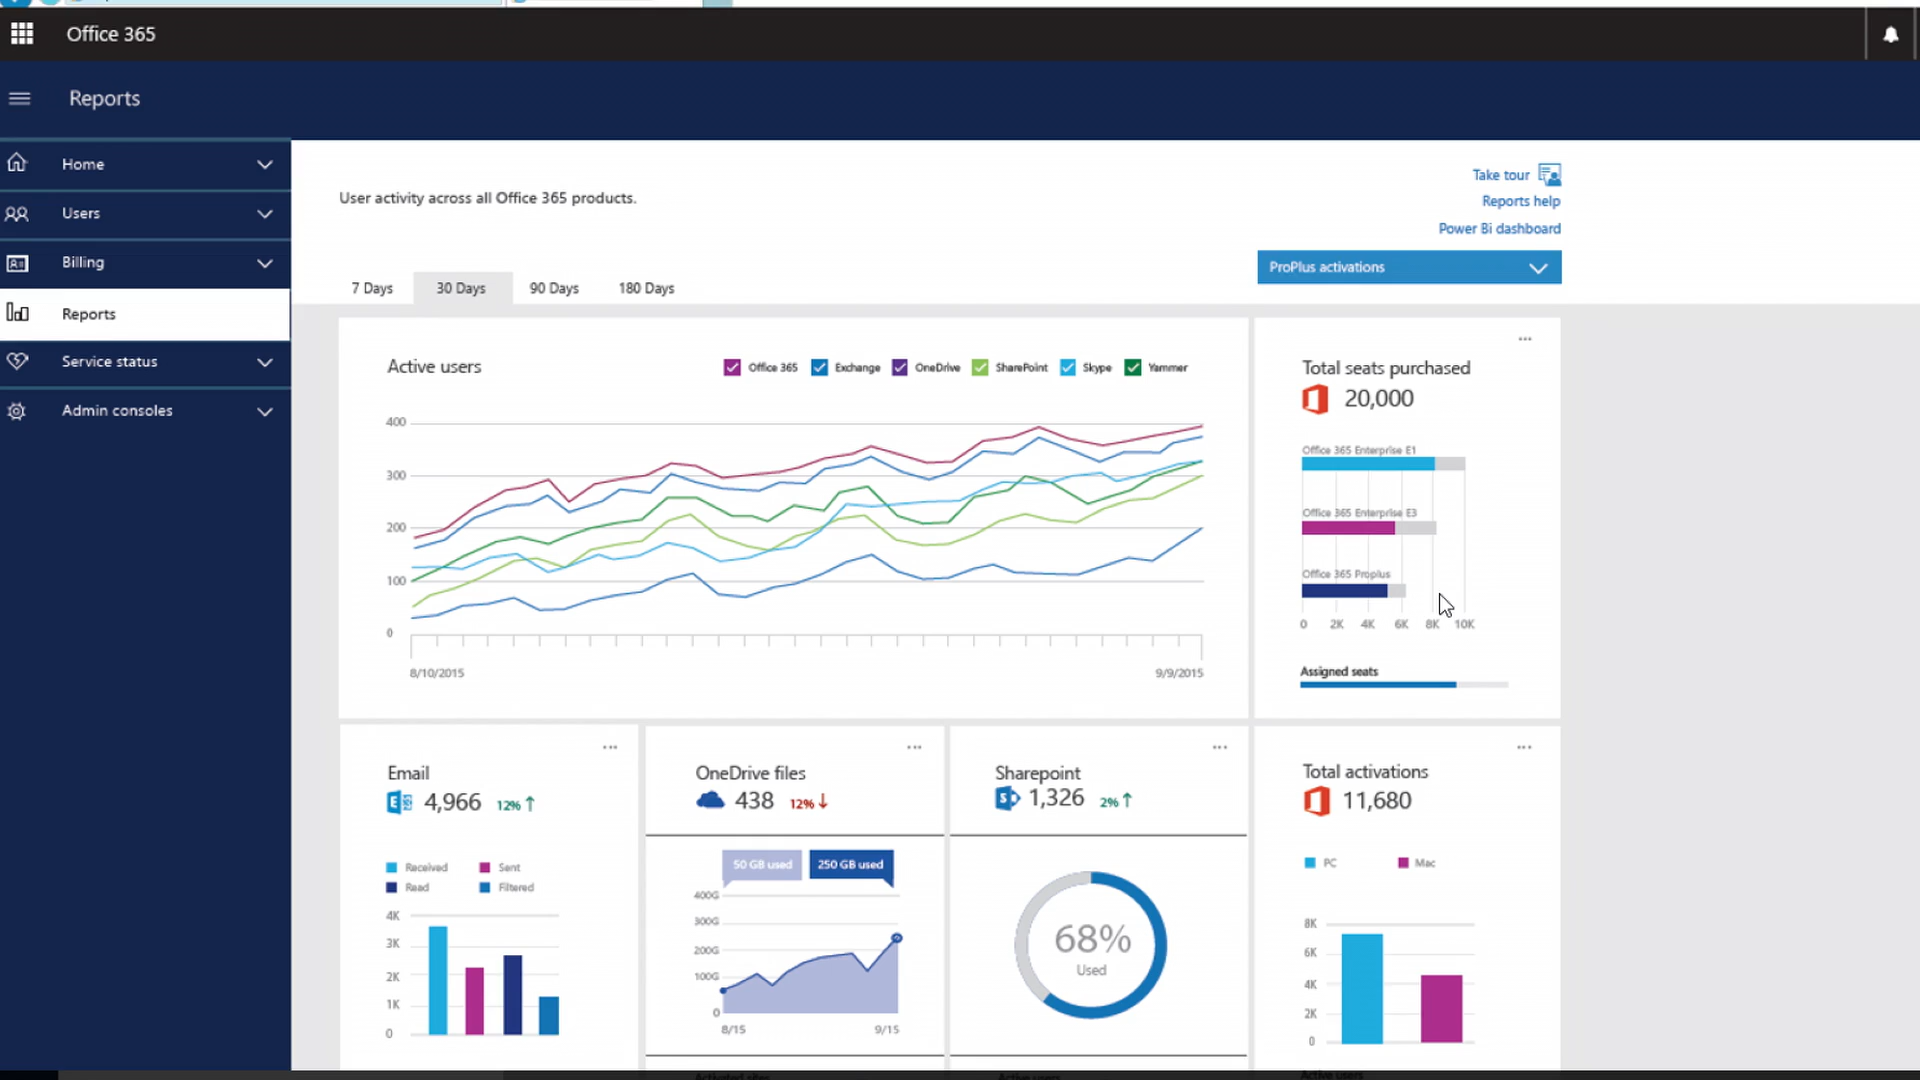 Office 365
Reports
Home
Users
Billing
Reports
Service status
Admin consoles
User activity across all Office 365 products.
Take tour
Reports help
Power Bi dashboard
ProPlus activations
7 Days 30 Days 90 Days 180 Days
Active users
Office 365 Exchange OneDrive SharePoint Skype Yammer
400
300
200
100
0
8/10/2015 9/9/2015
Total seats purchased
20,000
Office 365 Enterprise E1
Office 365 Enterprise E3
Office 365 Proplus
0 2K 4K 6K 8K 10K
Assigned seats
Email
4,966 12%
Received Sent
Read Filtered
4K
3K
2K
1K
0
OneDrive files
438 12%
50 GB used 250 GB used
400G
300G
200G
100G
0
8/15 9/15
Sharepoint
1,326 2%
68%
Used
Total activations
11,680
PC Mac
8K
6K
4K
2K
0